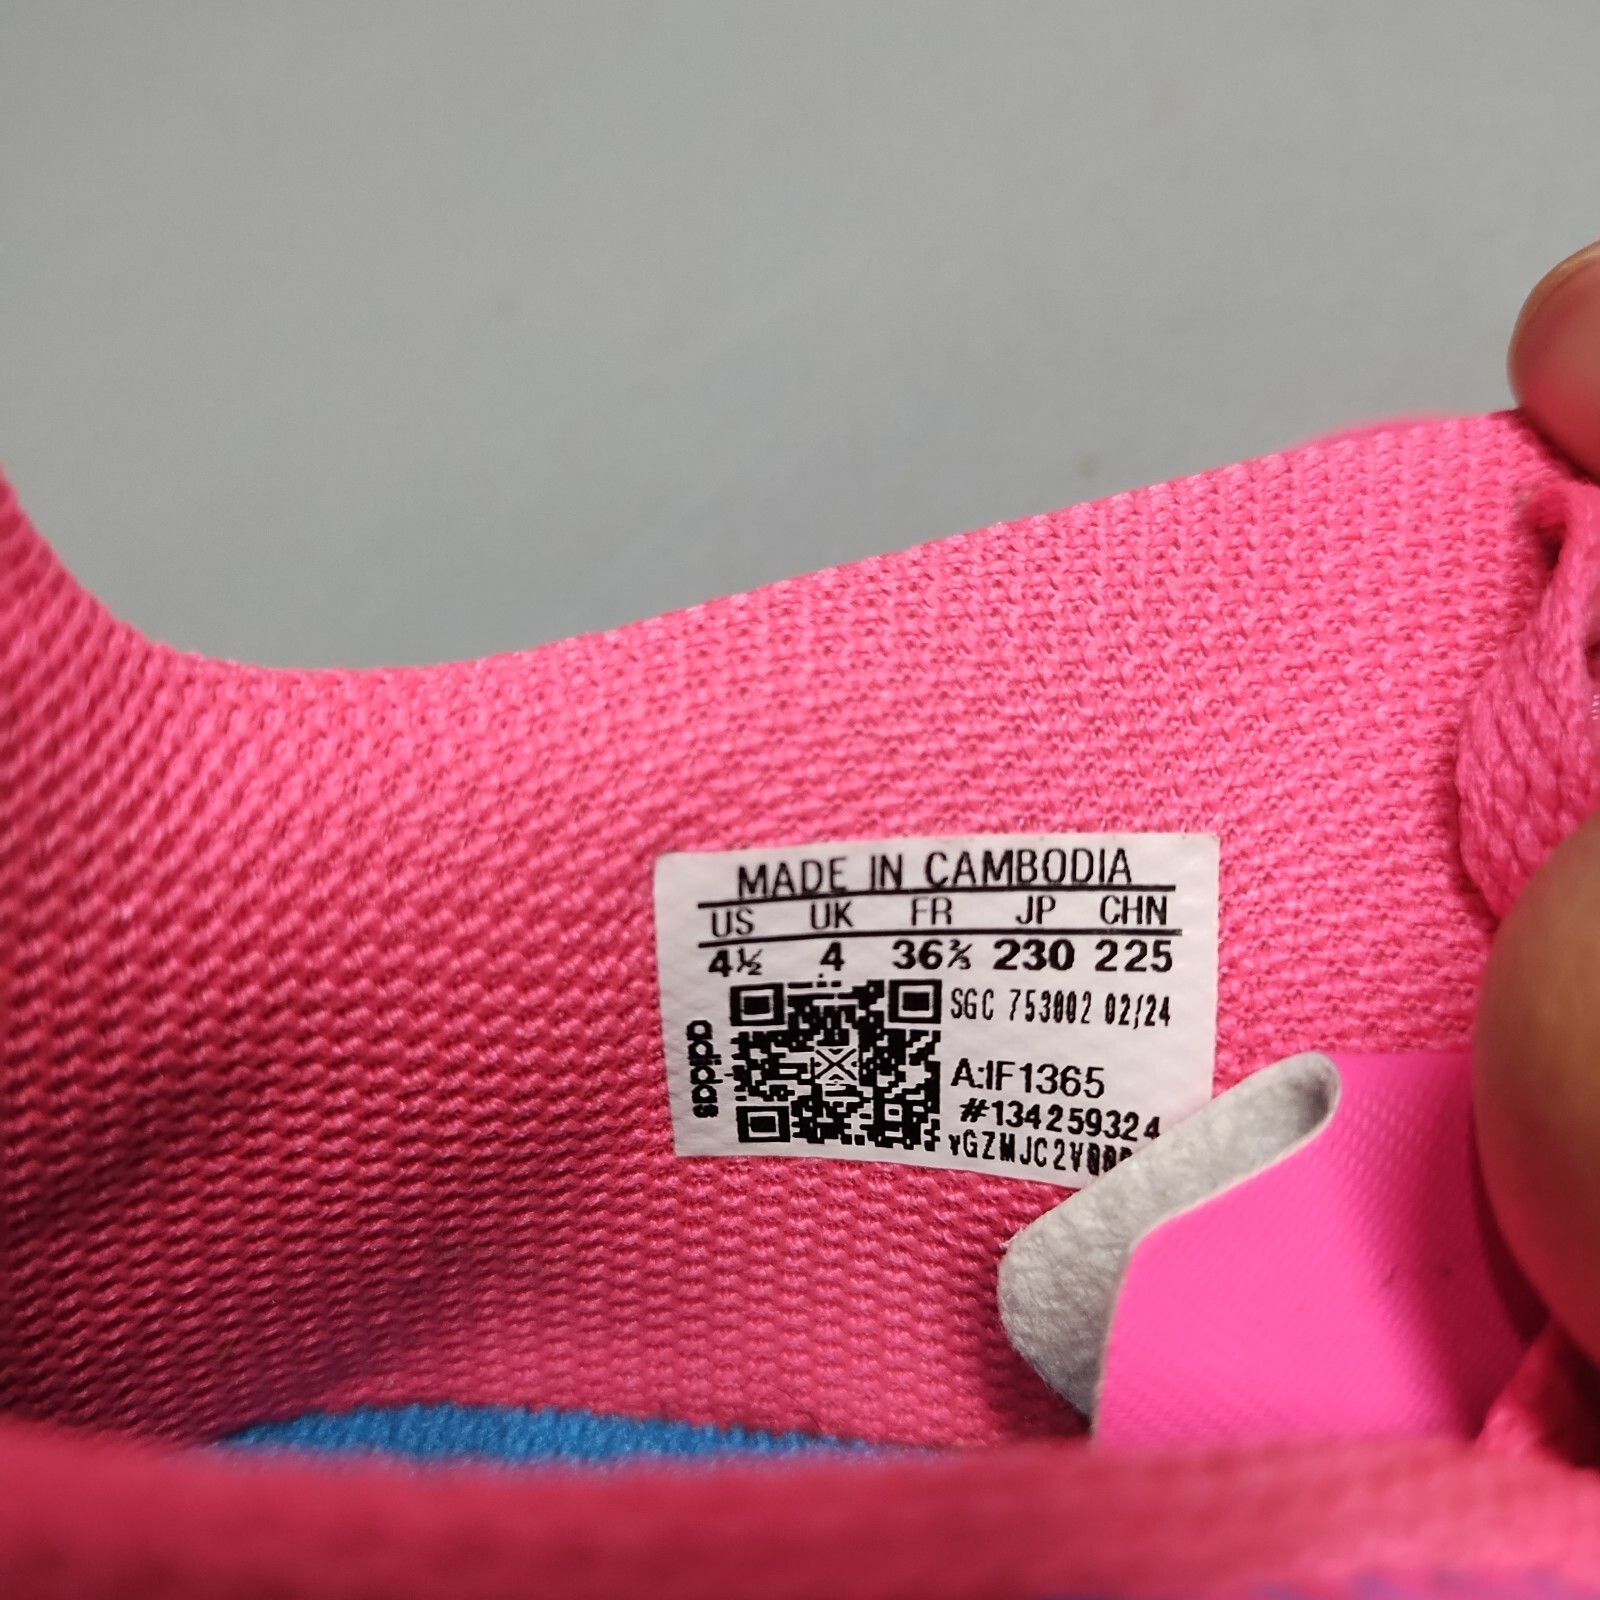 MADE IN CAMBODIA
US UK FR JP CHN
4½ 4 36⅔ 230 225
SGC 753002 02/24
adidas
A:IF1365
#134259324